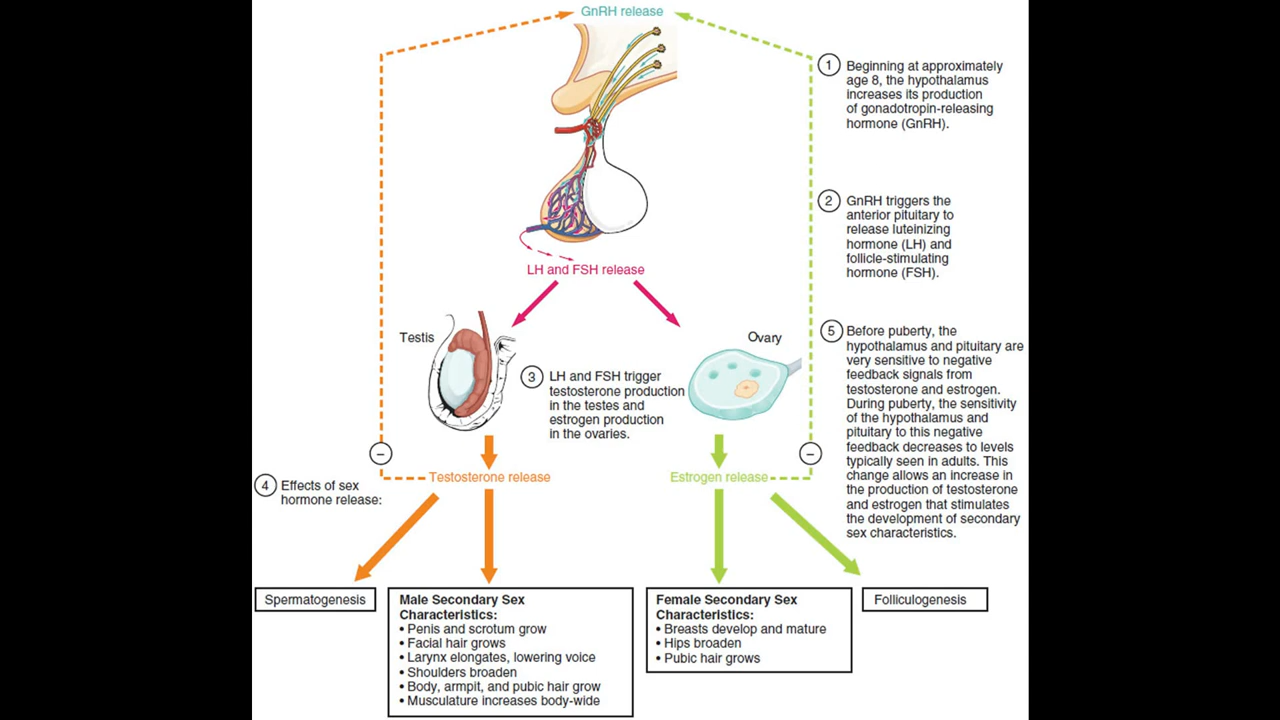 GnRH release
1 Beginning at approximately
age 8, the hypothalamus
increases its production
of gonadotropin-releasing
hormone (GnRH).
2 GnRH triggers the
anterior pituitary to
release luteinizing
hormone (LH) and
follicle-stimulating
hormone (FSH).
LH and FSH release
Testis
Ovary
3 LH and FSH trigger
testosterone production
in the testes and
estrogen production
in the ovaries.
5 Before puberty, the
hypothalamus and pituitary are
very sensitive to negative
feedback signals from
testosterone and estrogen.
During puberty, the sensitivity
of the hypothalamus and
pituitary to this negative
feedback decreases to levels
typically seen in adults. This
change allows an increase in
the production of testosterone
and estrogen that stimulates
the development of secondary
sex characteristics.
−
−
Testosterone release
Estrogen release
4 Effects of sex
hormone release:
Spermatogenesis
Male Secondary Sex
Characteristics:
• Penis and scrotum grow
• Facial hair grows
• Larynx elongates, lowering voice
• Shoulders broaden
• Body, armpit, and pubic hair grow
• Musculature increases body-wide
Female Secondary Sex
Characteristics:
• Breasts develop and mature
• Hips broaden
• Pubic hair grows
Folliculogenesis